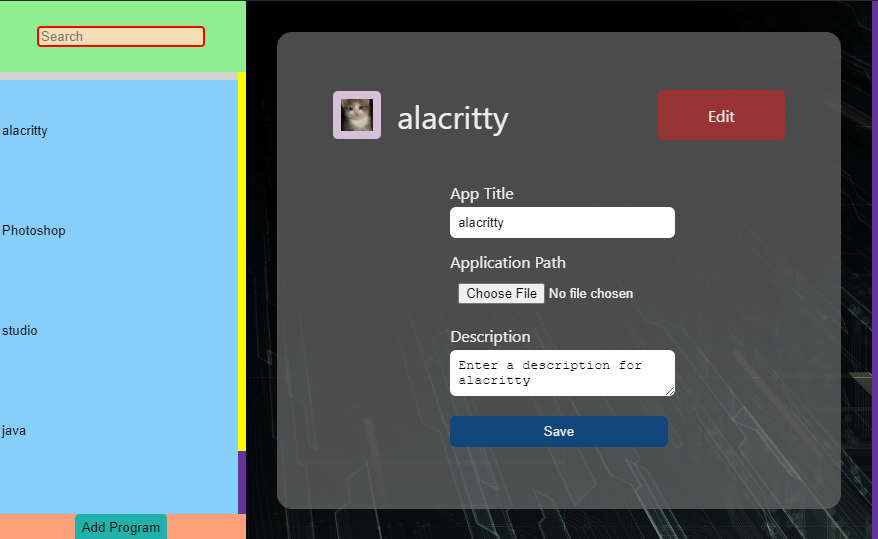 Search
alacritty
Photoshop
studio
java
Add Program
alacritty
Edit
App Title
alacritty
Application Path
Choose File No file chosen
Description
Enter a description for
alacritty
Save